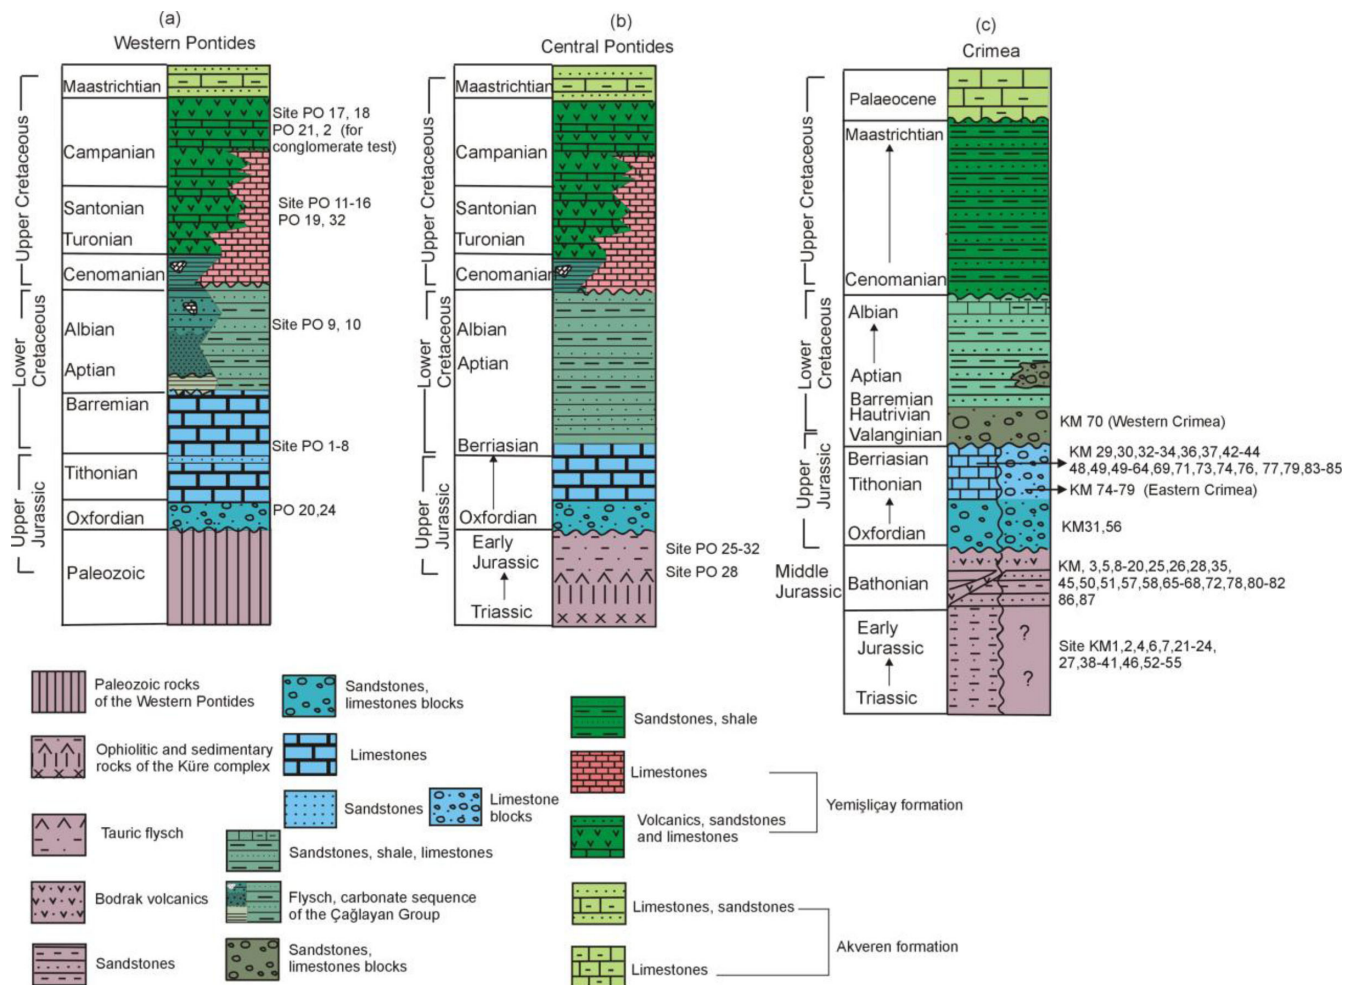 (a)
Western Pontides
Upper Cretaceous
Lower
Cretaceous
Upper
Jurassic
Maastrichtian
Campanian
Santonian
Turonian
Cenomanian
Albian
Aptian
Barremian
Tithonian
Oxfordian
Paleozoic
Site PO 17, 18
PO 21, 2 (for
conglomerate test)
Site PO 11-16
PO 19, 32
Site PO 9, 10
Site PO 1-8
PO 20,24
(b)
Central Pontides
Upper Cretaceous
Lower
Cretaceous
Upper
Jurassic
Maastrichtian
Campanian
Santonian
Turonian
Cenomanian
Albian
Aptian
Berriasian
Oxfordian
Early
Jurassic
Triassic
Site PO 25-32
Site PO 28
(c)
Crimea
Upper Cretaceous
Lower
Cretaceous
Upper
Jurassic
Middle
Jurassic
Palaeocene
Maastrichtian
Cenomanian
Albian
Aptian
Barremian
Hautrivian
Valanginian
Berriasian
Tithonian
Oxfordian
Bathonian
Early
Jurassic
Triassic
?
?
KM 70 (Western Crimea)
KM 29,30,32-34,36,37,42-44
48,49,49-64,69,71,73,74,76, 77,79,83-85
KM 74-79 (Eastern Crimea)
KM31,56
KM, 3,5,8-20,25,26,28,35,
45,50,51,57,58,65-68,72,78,80-82
86,87
Site KM1,2,4,6,7,21-24,
27,38-41,46,52-55
Paleozoic rocks
of the Western Pontides
Ophiolitic and sedimentary
rocks of the Küre complex
Tauric flysch
Bodrak volcanics
Sandstones
Sandstones,
limestones blocks
Limestones
Sandstones
Limestone
blocks
Sandstones, shale, limestones
Flysch, carbonate sequence
of the Çağlayan Group
Sandstones,
limestones blocks
Sandstones, shale
Limestones
Volcanics, sandstones
and limestones
Yemişliçay formation
Limestones, sandstones
Limestones
Akveren formation